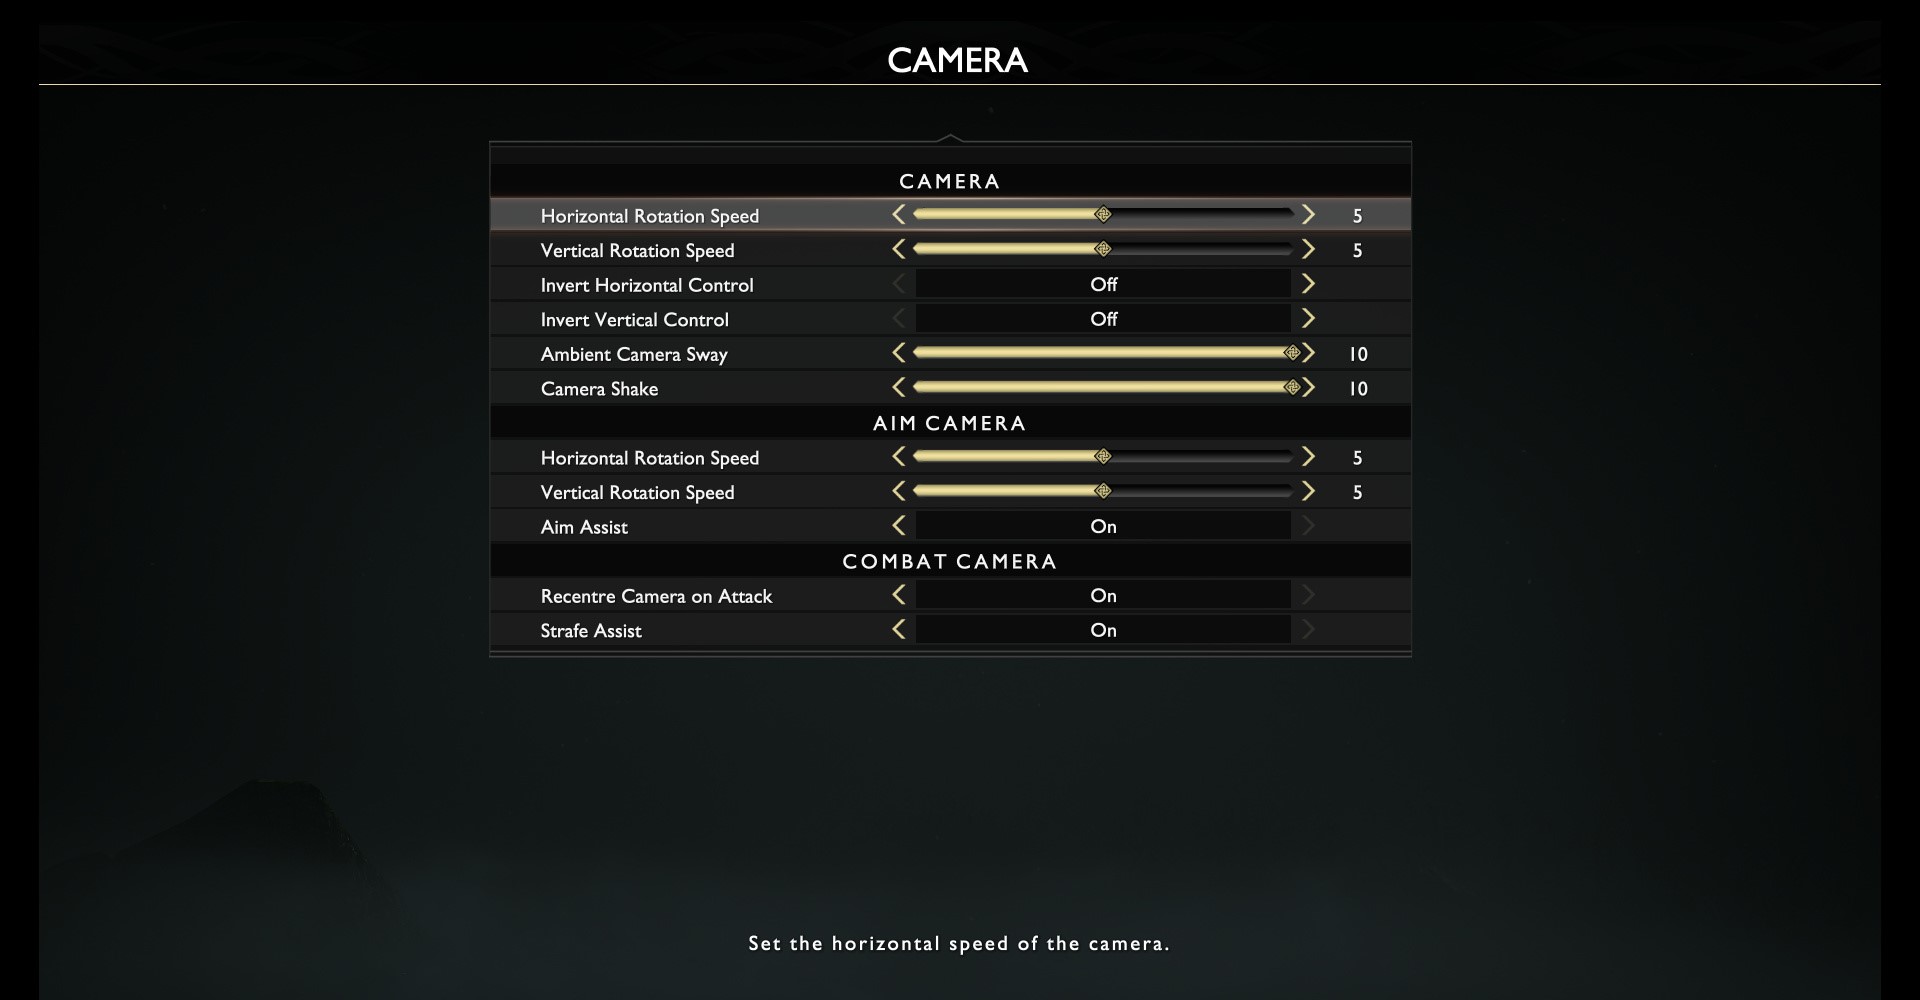 CAMERA
CAMERA
Horizontal Rotation Speed 5
Vertical Rotation Speed 5
Invert Horizontal Control Off
Invert Vertical Control Off
Ambient Camera Sway 10
Camera Shake 10
AIM CAMERA
Horizontal Rotation Speed 5
Vertical Rotation Speed 5
Aim Assist On
COMBAT CAMERA
Recentre Camera on Attack On
Strafe Assist On
Set the horizontal speed of the camera.